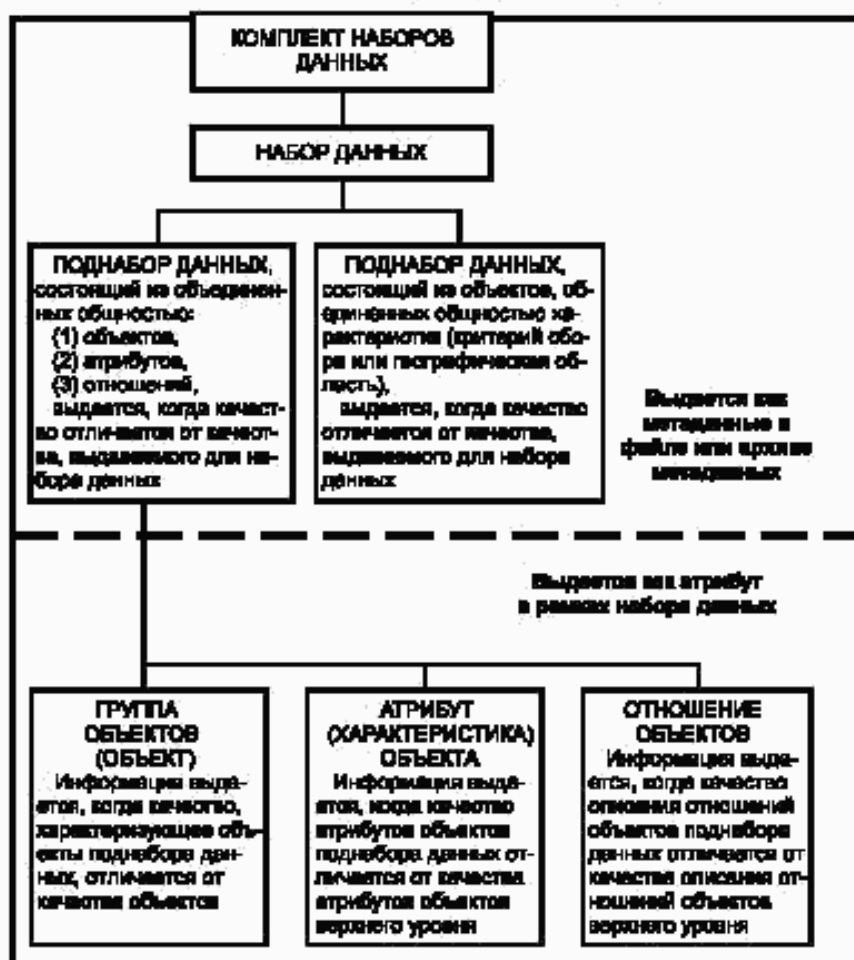 КОМПЛЕКТ НАБОРОВ
ДАННЫХ
НАБОР ДАННЫХ
ПОДНАБОР ДАННЫХ,
состоящий из объединен-
ных общностью:
(1) объектов,
(2) атрибутов,
(3) отношений,
выдается, когда качест-
во отличается от качест-
ва, выдаваемого для на-
бора данных
ПОДНАБОР ДАННЫХ,
состоящий из объектов, об-
единенных общностью ха-
рактеристик (критерий сбо-
ра или географическая об-
ласть),
выдается, когда качество
отличается от качества,
выдаваемого для набора
данных
Выдается как
метаданные в
файле или архиве
метаданных
Выдается как атрибут
в рамках набора данных
ГРУППА
ОБЪЕКТОВ
(ОБЪЕКТ)
Информация выда-
ется, когда качество,
характеризующее объ-
екты поднабора дан-
ных, отличается от
качества объектов
АТРИБУТ
(ХАРАКТЕРИСТИКА)
ОБЪЕКТА
Информация выда-
ется, когда качество
атрибутов объектов
поднабора данных от-
личается от качества
атрибутов объектов
верхнего уровня
ОТНОШЕНИЕ
ОБЪЕКТОВ
Информация выда-
ется, когда качество
описания отношений
объектов поднабора
данных отличается от
качества описания от-
ношений объектов
верхнего уровня